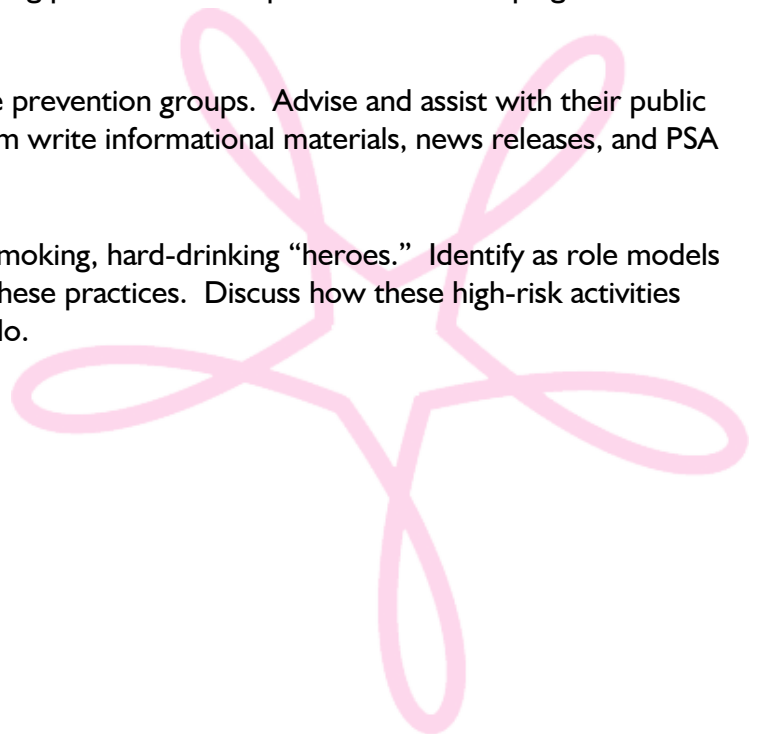 e prevention groups.  Advise and assist with their public
m write informational materials, news releases, and PSA
moking, hard-drinking “heroes.”  Identify as role models
hese practices.  Discuss how these high-risk activities
lo.